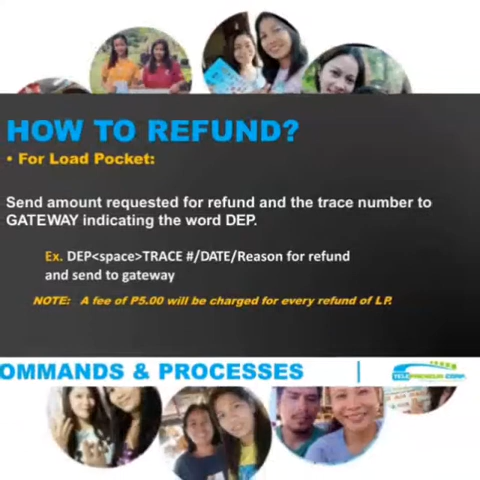 HOW TO REFUND?
• For Load Pocket:
Send amount requested for refund and the trace number to
GATEWAY indicating the word DEP.
Ex. DEP<space>TRACE #/DATE/Reason for refund
and send to gateway
NOTE: A fee of P5.00 will be charged for every refund of LP.
OMMANDS & PROCESSES
TELEPRENEUR CORP.